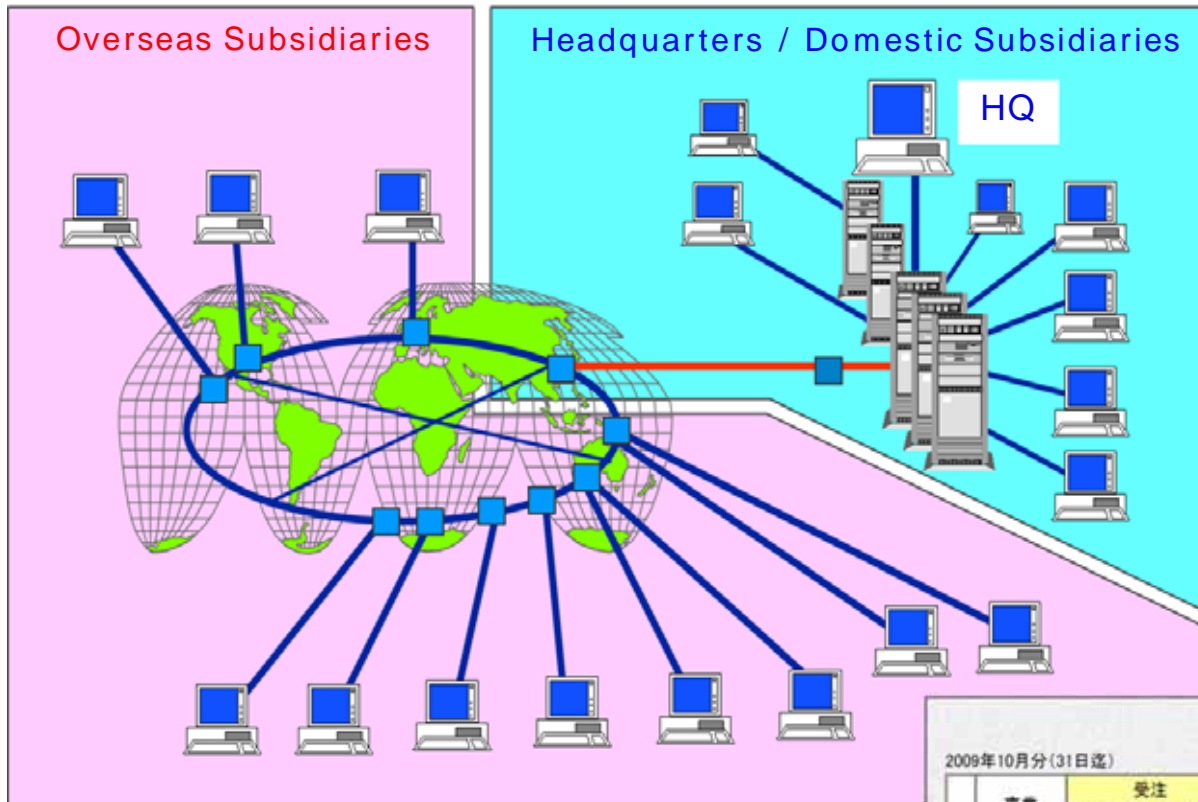 Overseas Subsidiaries
Headquarters / Domestic Subsidiaries
HQ
2009年10月分(31日迄)
受注